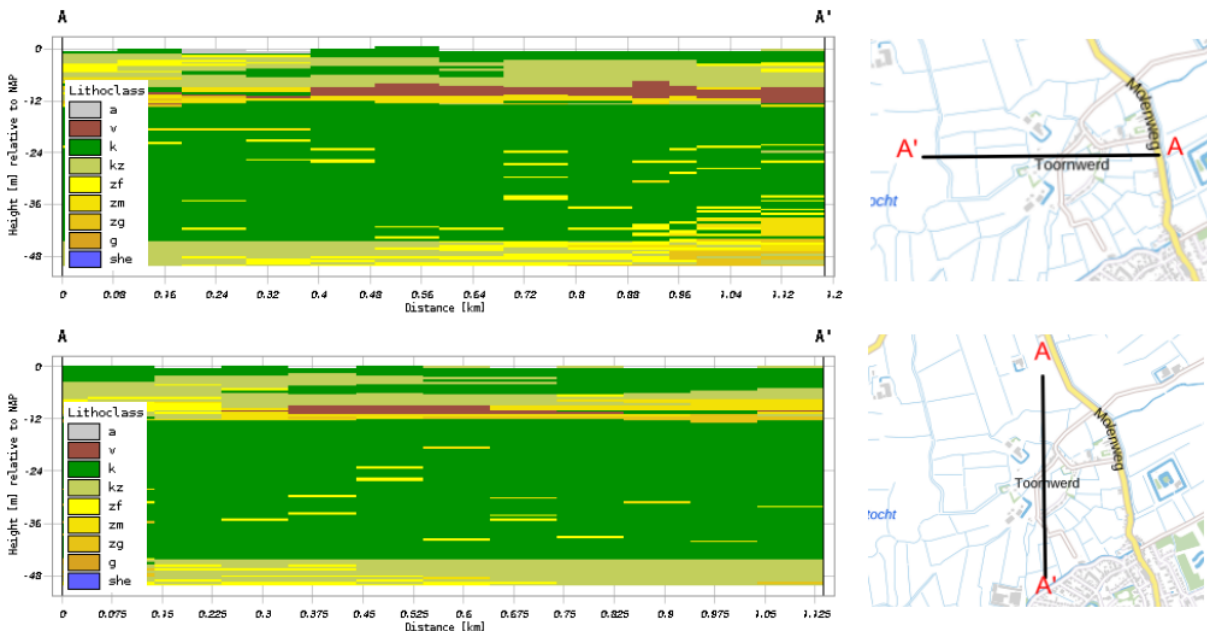 A A'
Height [m] relative to NAP
0
-12
-24
-36
-48
Lithoclass
a
v
k
kz
zf
zm
zg
g
she
0 0.08 0.16 0.24 0.32 0.4 0.48 0.56 0.64 0.72 0.8 0.88 0.96 1.04 1.12 1.2
Distance [km]
Molenweg
A' A
Toornwerd
ocht
A A'
Height [m] relative to NAP
0
-12
-24
-36
-48
Lithoclass
a
v
k
kz
zf
zm
zg
g
she
0 0.075 0.15 0.225 0.3 0.375 0.45 0.525 0.6 0.675 0.75 0.825 0.9 0.975 1.05 1.125
Distance [km]
A
Molenweg
Toornwerd
tocht
A'